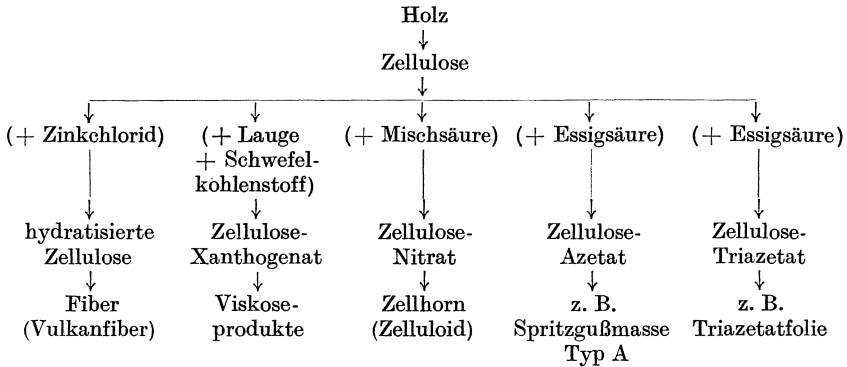 Holz
Zellulose
(+ Zinkchlorid) (+ Lauge (+ Mischsäure) (+ Essigsäure) (+ Essigsäure)
+ Schwefel-
kohlenstoff)
hydratisierte Zellulose- Zellulose- Zellulose- Zellulose-
Zellulose Xanthogenat Nitrat Azetat Triazetat
Fiber Viskose- Zellhorn z. B. z. B.
(Vulkanfiber) produkte (Zelluloid) Spritzgußmasse Triazetatfolie
Typ A